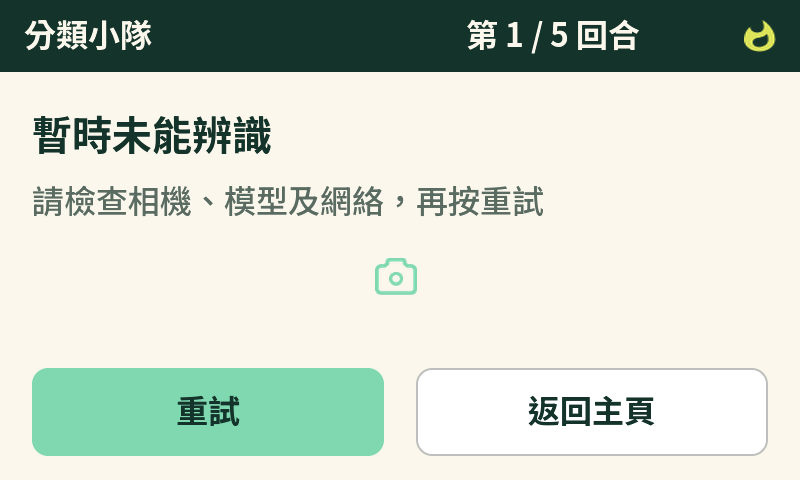 分類小隊
第 1 / 5 回合
暫時未能辨識
請檢查相機、模型及網絡，再按重試
重試
返回主頁